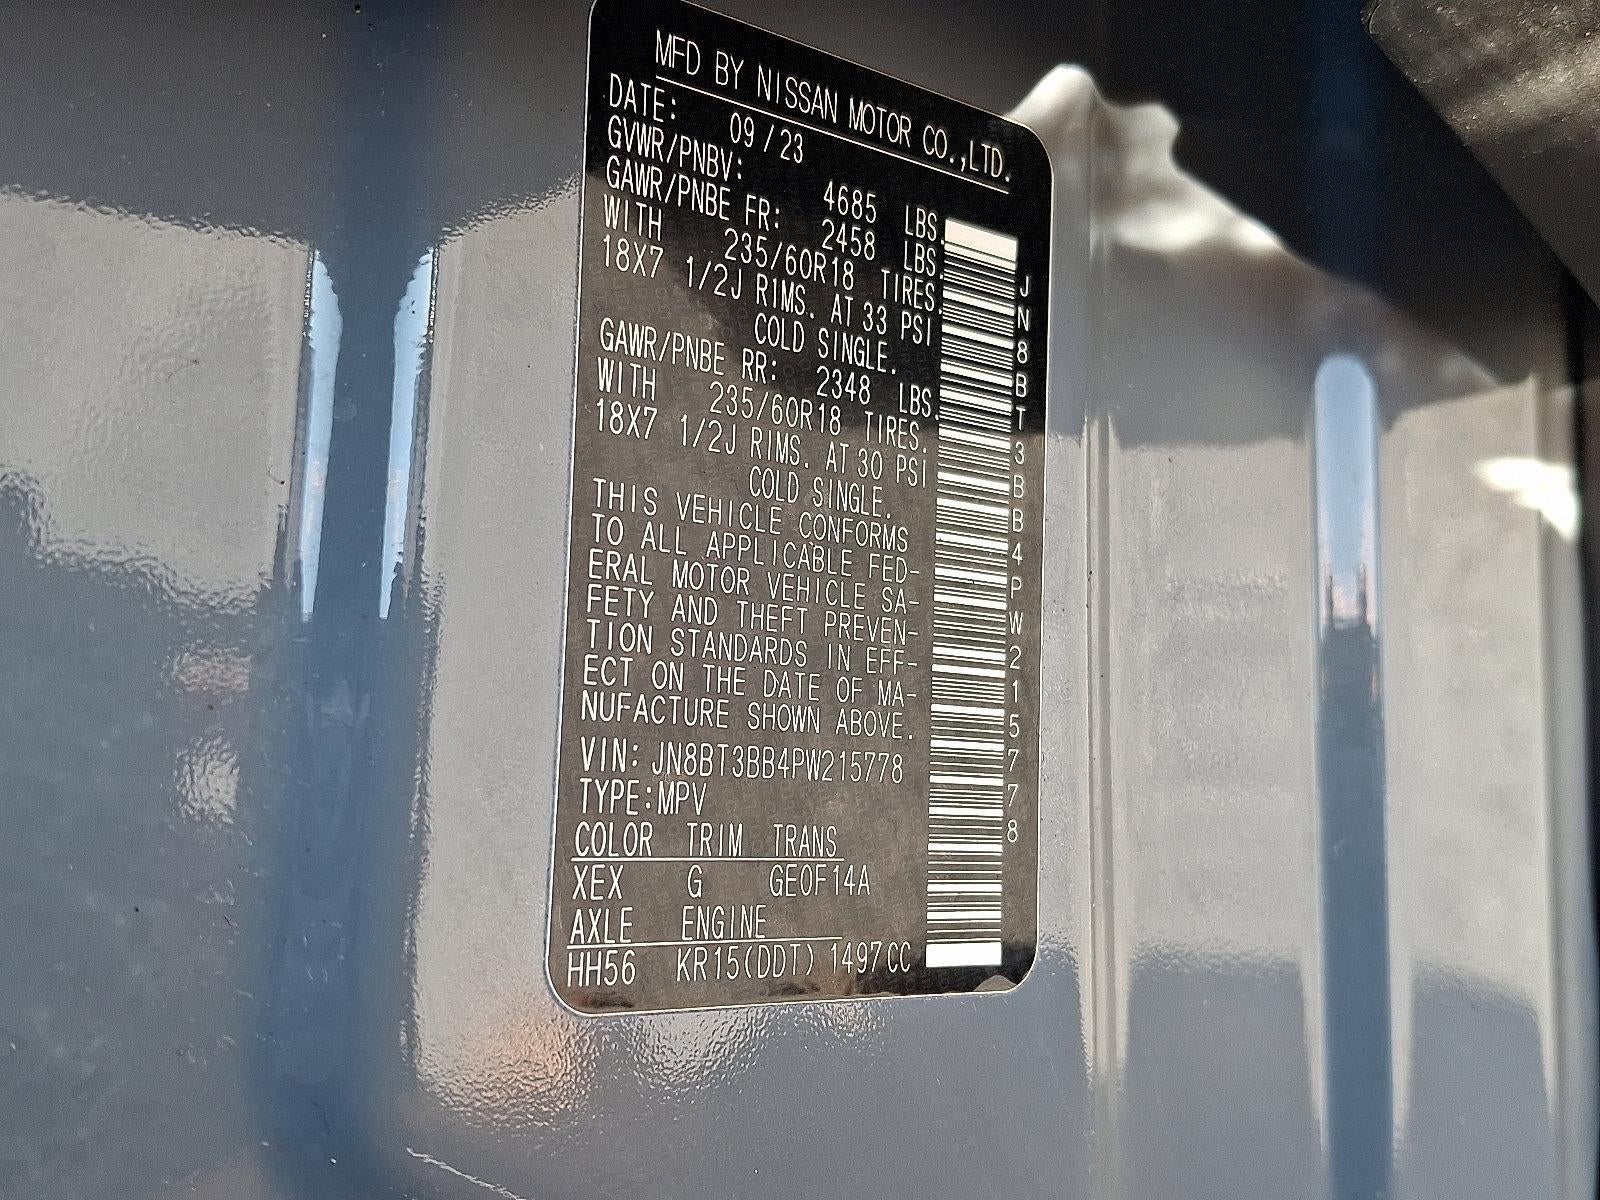 MFD BY NISSAN MOTOR CO.,LTD.
DATE: 09/23
GVWR/PNBV: 4685 LBS.
GAWR/PNBE FR: 2458 LBS.
WITH 235/60R18 TIRES.
18X7 1/2J RIMS. AT 33 PSI
COLD SINGLE.
GAWR/PNBE RR: 2348 LBS.
WITH 235/60R18 TIRES.
18X7 1/2J RIMS. AT 30 PSI
COLD SINGLE.
THIS VEHICLE CONFORMS
TO ALL APPLICABLE FED-
ERAL MOTOR VEHICLE SA-
FETY AND THEFT PREVEN-
TION STANDARDS IN EFF-
ECT ON THE DATE OF MA-
NUFACTURE SHOWN ABOVE.
VIN: JN8BT3BB4PW215778
TYPE:MPV
COLOR TRIM TRANS
XEX G GE0F14A
AXLE ENGINE
HH56 KR15(DDT) 1497CC
JN8BT3BB4PW215778